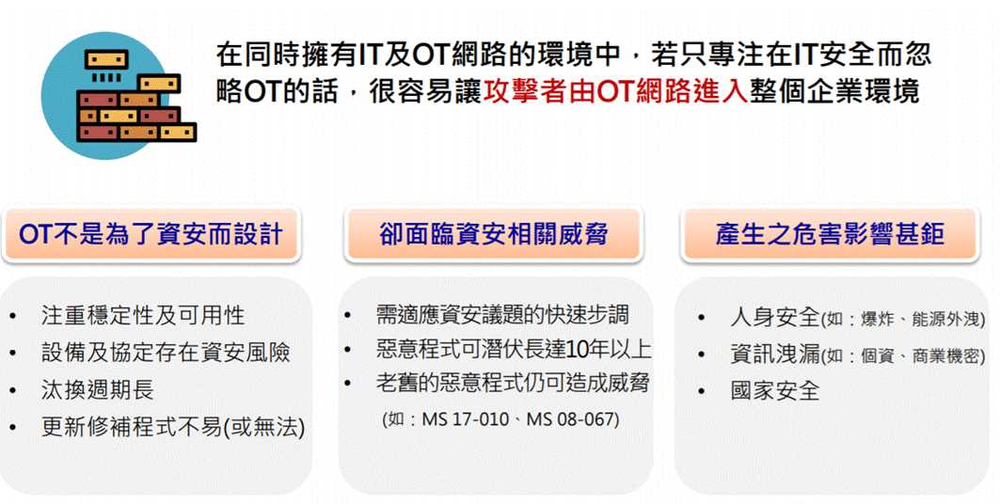 在同時擁有IT及OT網路的環境中，若只專注在IT安全而忽
略OT的話，很容易讓攻擊者由OT網路進入整個企業環境
OT不是為了資安而設計
• 注重穩定性及可用性
• 設備及協定存在資安風險
• 汰換週期長
• 更新修補程式不易(或無法)
卻面臨資安相關威脅
• 需適應資安議題的快速步調
• 惡意程式可潛伏長達10年以上
• 老舊的惡意程式仍可造成威脅
(如：MS 17-010、MS 08-067)
產生之危害影響甚鉅
• 人身安全(如：爆炸、能源外洩)
• 資訊洩漏(如：個資、商業機密)
• 國家安全